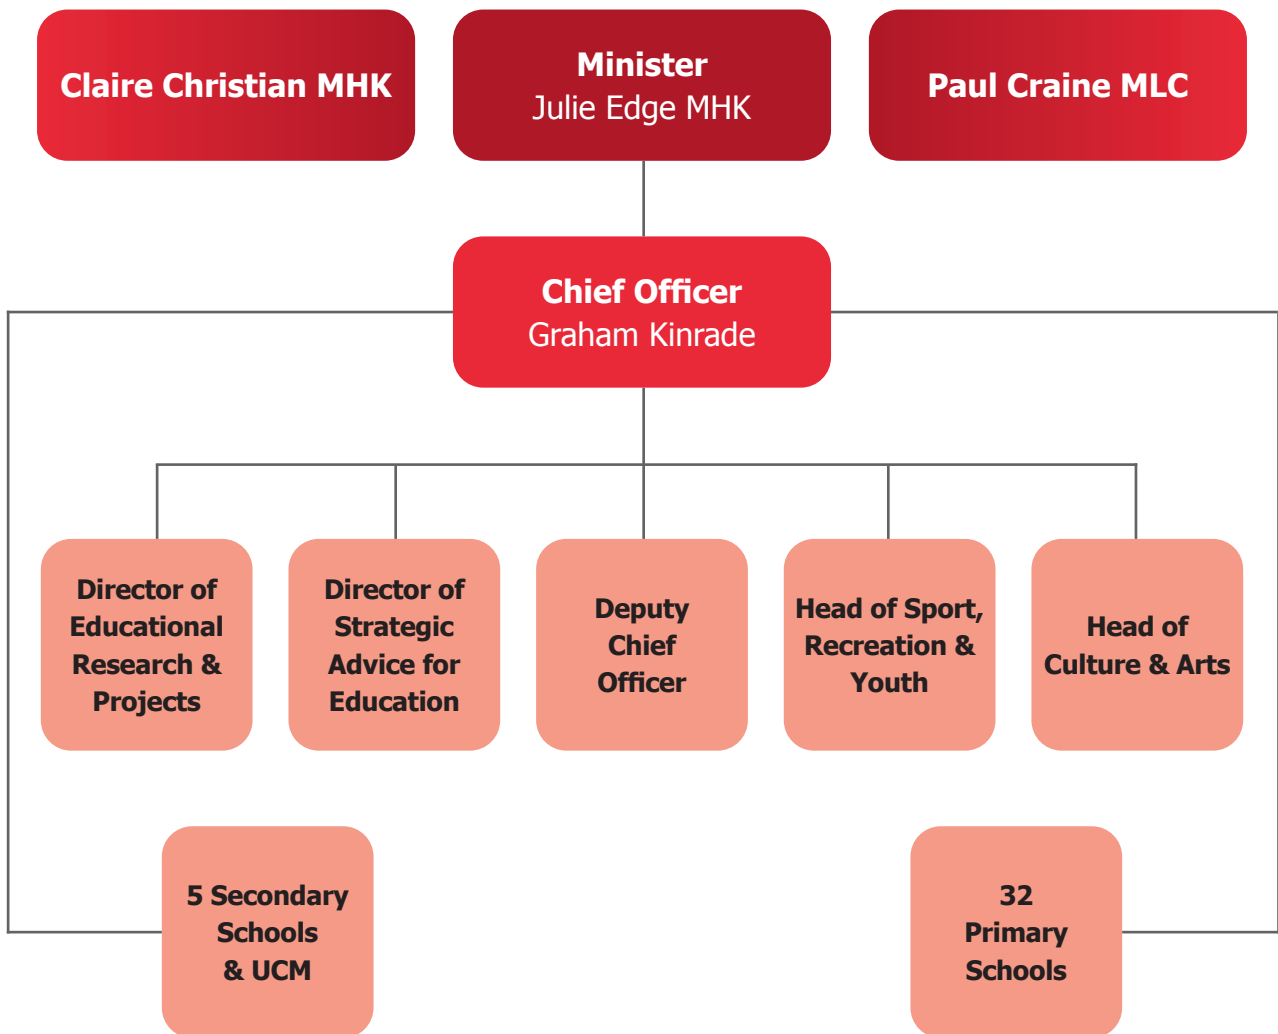 Claire Christian MHK
Minister
Julie Edge MHK
Paul Craine MLC
Chief Officer
Graham Kinrade
Director of
Educational
Research &
Projects
Director of
Strategic
Advice for
Education
Deputy
Chief
Officer
Head of Sport,
Recreation &
Youth
Head of
Culture & Arts
5 Secondary
Schools
& UCM
32
Primary
Schools